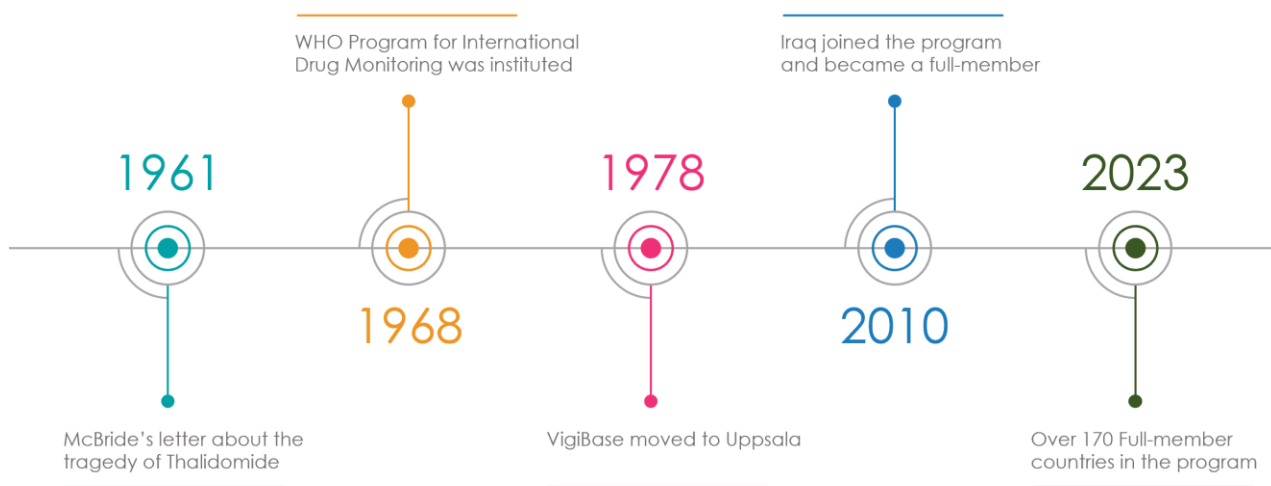 WHO Program for International
Drug Monitoring was instituted
Iraq joined the program
and became a full-member
1961
1978
2023
1968
2010
McBride’s letter about the
tragedy of Thalidomide
VigiBase moved to Uppsala
Over 170 Full-member
countries in the program